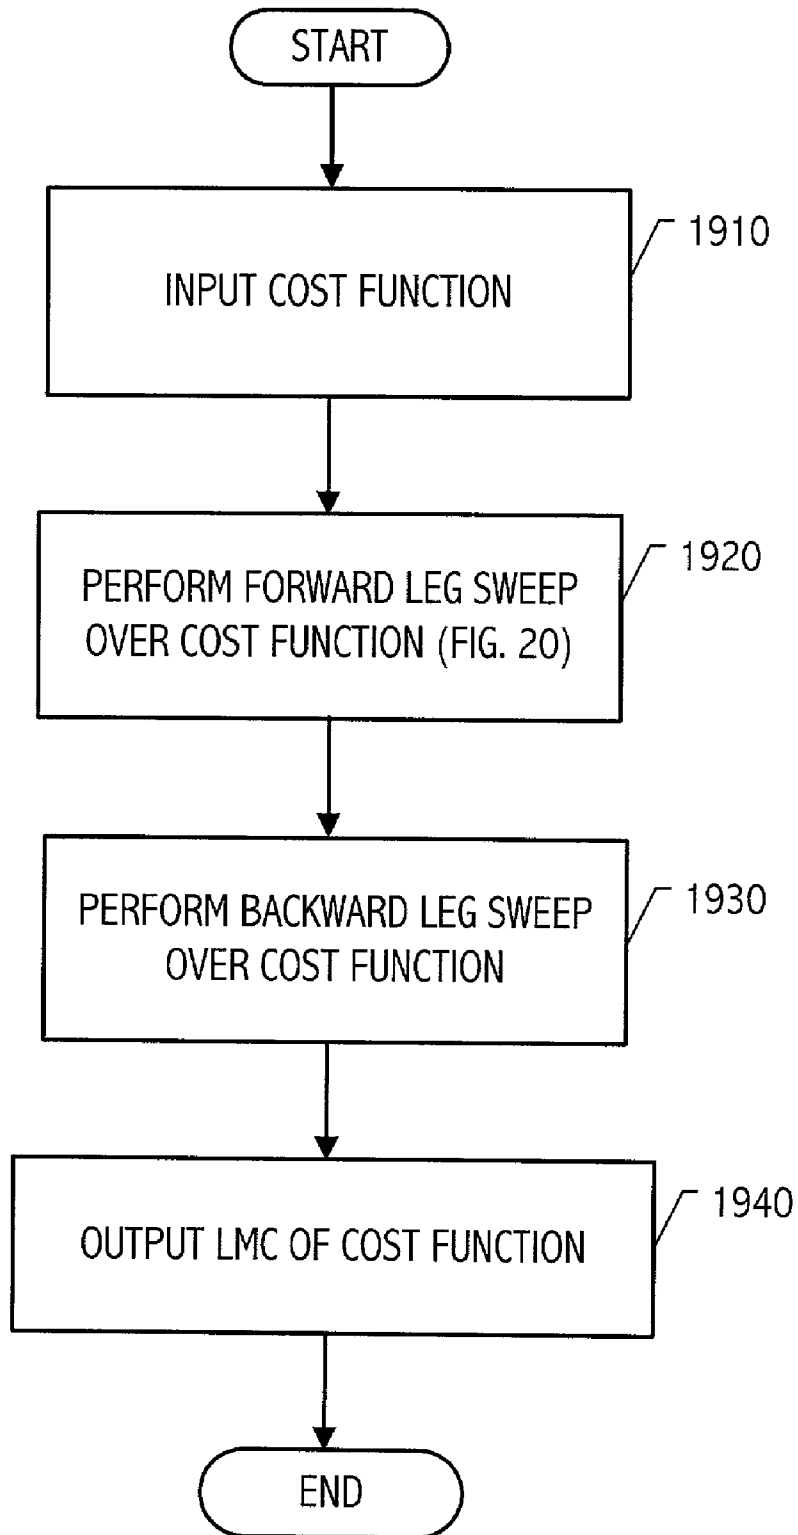 START
INPUT COST FUNCTION
1910
PERFORM FORWARD LEG SWEEP
OVER COST FUNCTION (FIG. 20)
1920
PERFORM BACKWARD LEG SWEEP
OVER COST FUNCTION
1930
OUTPUT LMC OF COST FUNCTION
1940
END